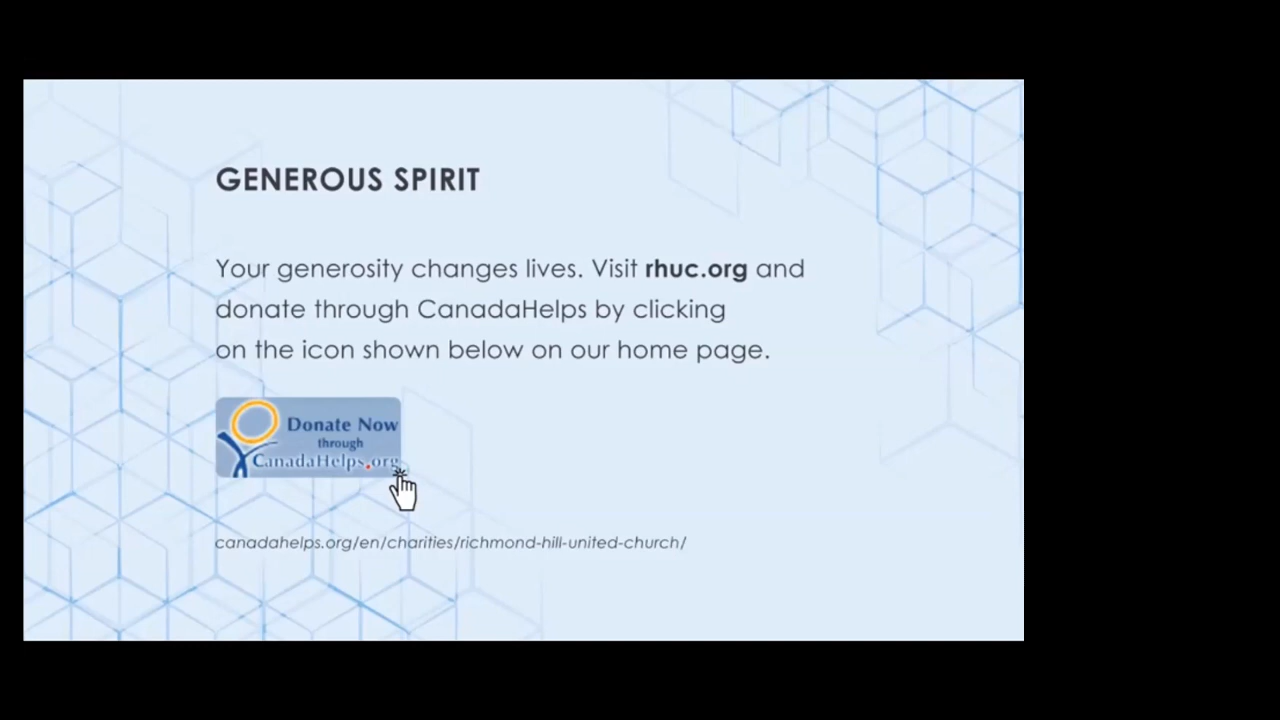 GENEROUS SPIRIT
Your generosity changes lives. Visit rhuc.org and
donate through CanadaHelps by clicking
on the icon shown below on our home page.
Donate Now
through
CanadaHelps.org
canadahelps.org/en/charities/richmond-hill-united-church/